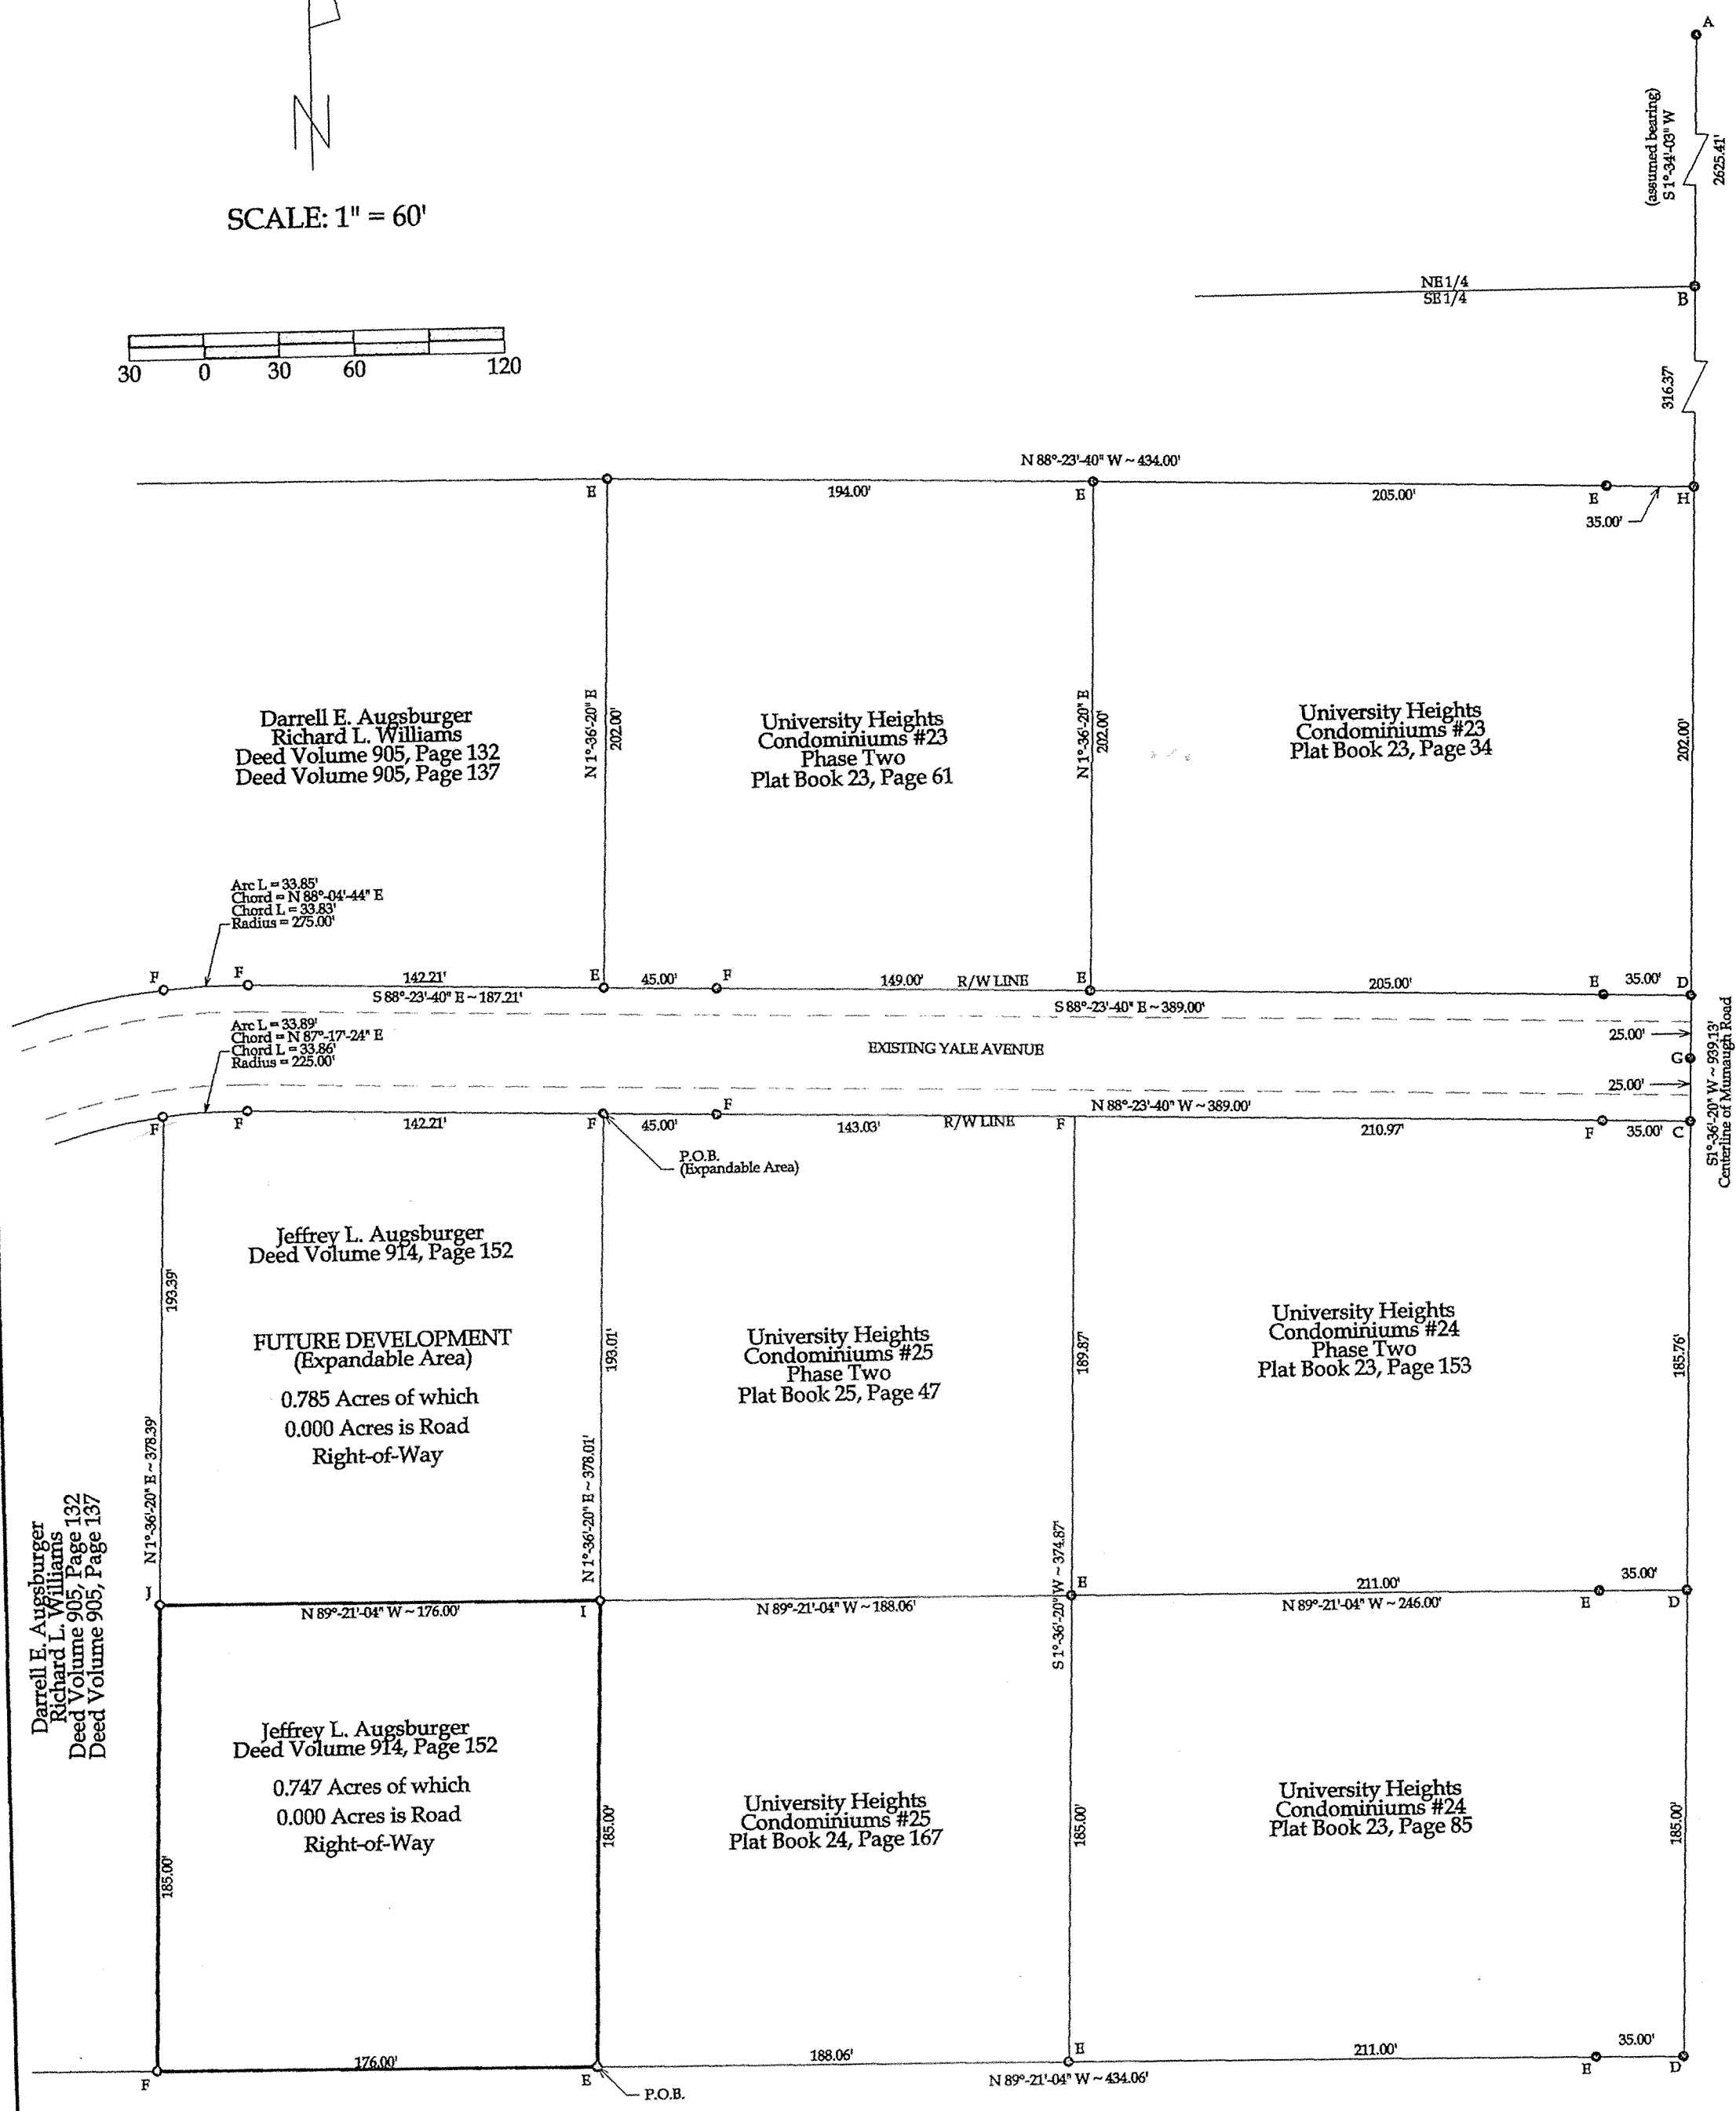 A
(assumed bearing)
S 1°-34'-03" W
2625.41'
N
SCALE: 1" = 60'
NE 1/4
SE 1/4
B
30 0 30 60 120
316.37'
N 88°-23'-40" W ~ 434.00'
E 194.00' E 205.00' E H
35.00'
N 1°-36'-20" E
202.00'
N 1°-36'-20" E
202.00'
202.00'
Darrell E. Augsburger
Richard L. Williams
Deed Volume 905, Page 132
Deed Volume 905, Page 137
University Heights
Condominiums #23
Phase Two
Plat Book 23, Page 61
University Heights
Condominiums #23
Plat Book 23, Page 34
Arc L = 33.85'
Chord = N 88°-04'-44" E
Chord L = 33.83'
Radius = 275.00'
F F 142.21' E 45.00' F 149.00' R/W LINE E 205.00' E 35.00' D
S 88°-23'-40" E ~ 187.21'
S 88°-23'-40" E ~ 389.00'
Arc L = 33.89'
Chord = N 87°-17'-24" E
Chord L = 33.86'
Radius = 225.00'
EXISTING YALE AVENUE
25.00'
G
25.00'
S1°-36'-20" W ~ 939.13'
Centerline of Mumaugh Road
N 88°-23'-40" W ~ 389.00'
F F 142.21' F 45.00' F 143.03' R/W LINE F 210.97' F 35.00' C
P.O.B.
(Expandable Area)
Jeffrey L. Augsburger
Deed Volume 914, Page 152
193.39'
FUTURE DEVELOPMENT
(Expandable Area)
0.785 Acres of which
0.000 Acres is Road
Right-of-Way
193.01'
University Heights
Condominiums #25
Phase Two
Plat Book 25, Page 47
189.87'
University Heights
Condominiums #24
Phase Two
Plat Book 23, Page 153
185.76'
N 1°-36'-20" E ~ 378.39'
N 1°-36'-20" E ~ 378.01'
S 1°-36'-20" W ~ 374.87'
Darrell E. Augsburger
Richard L. Williams
Deed Volume 905, Page 132
Deed Volume 905, Page 137
J
N 89°-21'-04" W ~ 176.00'
I
N 89°-21'-04" W ~ 188.06'
E
211.00'
35.00'
N 89°-21'-04" W ~ 246.00'
E
D
Jeffrey L. Augsburger
Deed Volume 914, Page 152
0.747 Acres of which
0.000 Acres is Road
Right-of-Way
185.00'
185.00'
University Heights
Condominiums #25
Plat Book 24, Page 167
185.00'
University Heights
Condominiums #24
Plat Book 23, Page 85
185.00'
F
176.00'
E
P.O.B.
188.06'
E
211.00'
35.00'
N 89°-21'-04" W ~ 434.06'
E
D